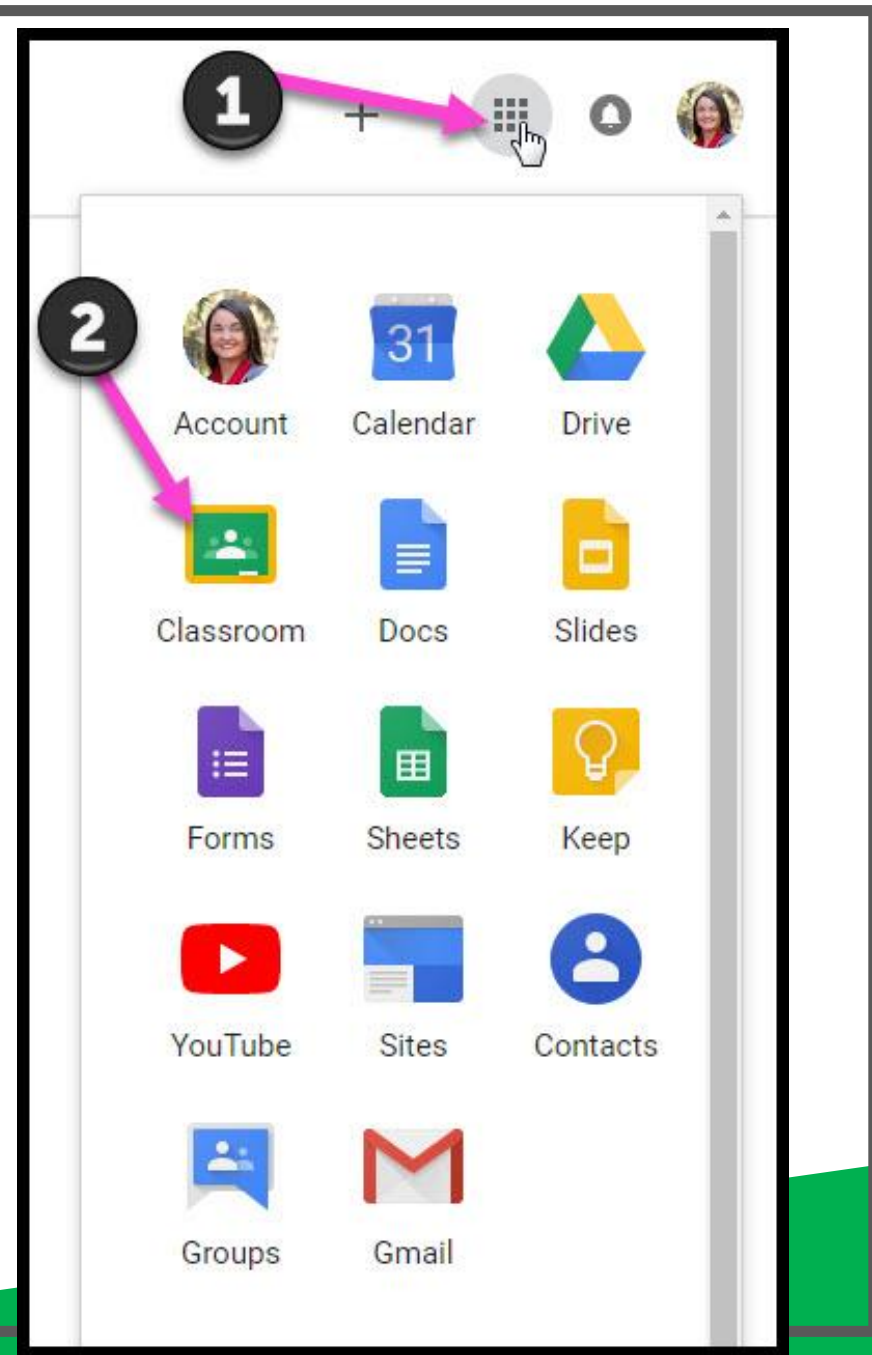 1
2
31
Account Calendar Drive
Classroom Docs Slides
Forms Sheets Keep
YouTube Sites Contacts
Groups Gmail